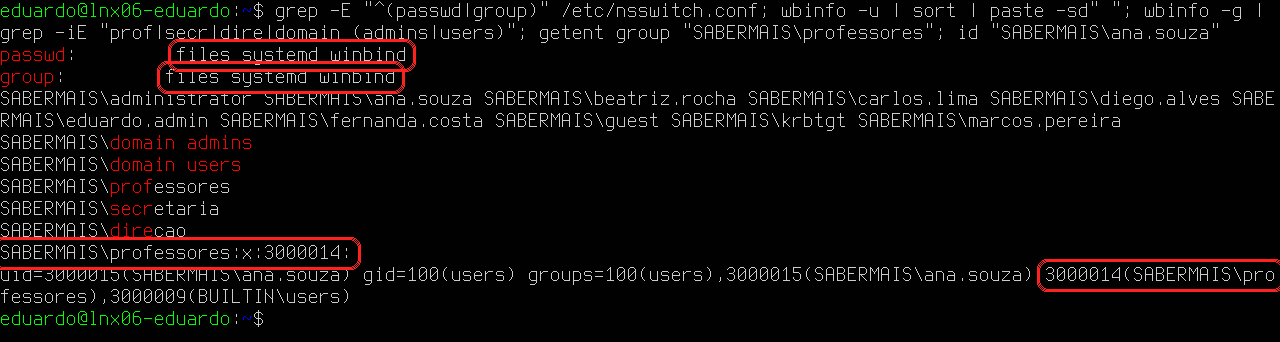 eduardo@lnx06-eduardo:~$ grep -E "^(passwd|group)" /etc/nsswitch.conf; wbinfo -u | sort | paste -sd" "; wbinfo -g |
grep -iE "prof|secr|dire|domain (admins|users)"; getent group "SABERMAIS\professores"; id "SABERMAIS\ana.souza"
passwd:         files systemd winbind
group:          files systemd winbind
SABERMAIS\administrator SABERMAIS\ana.souza SABERMAIS\beatriz.rocha SABERMAIS\carlos.lima SABERMAIS\diego.alves SABE
RMAIS\eduardo.admin SABERMAIS\fernanda.costa SABERMAIS\guest SABERMAIS\krbtgt SABERMAIS\marcos.pereira
SABERMAIS\domain admins
SABERMAIS\domain users
SABERMAIS\professores
SABERMAIS\secretaria
SABERMAIS\direcao
SABERMAIS\professores:x:3000014:
uid=3000015(SABERMAIS\ana.souza) gid=100(users) groups=100(users),3000015(SABERMAIS\ana.souza),3000014(SABERMAIS\pro
fessores),3000009(BUILTIN\users)
eduardo@lnx06-eduardo:~$